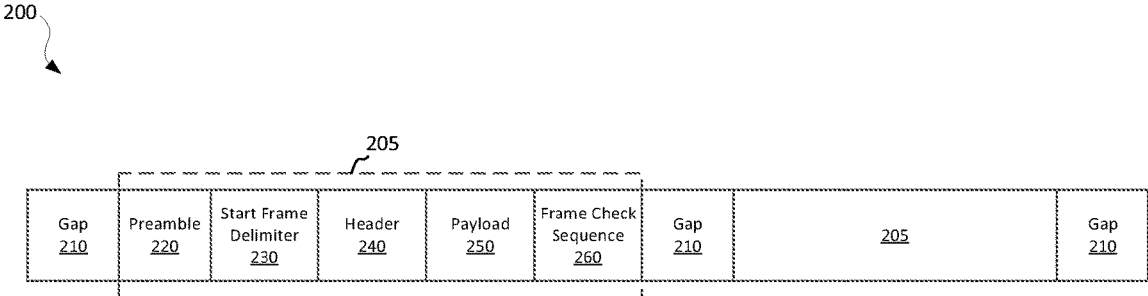 200
205
Gap
210
Preamble
220
Start Frame
Delimiter
230
Header
240
Payload
250
Frame Check
Sequence
260
Gap
210
205
Gap
210